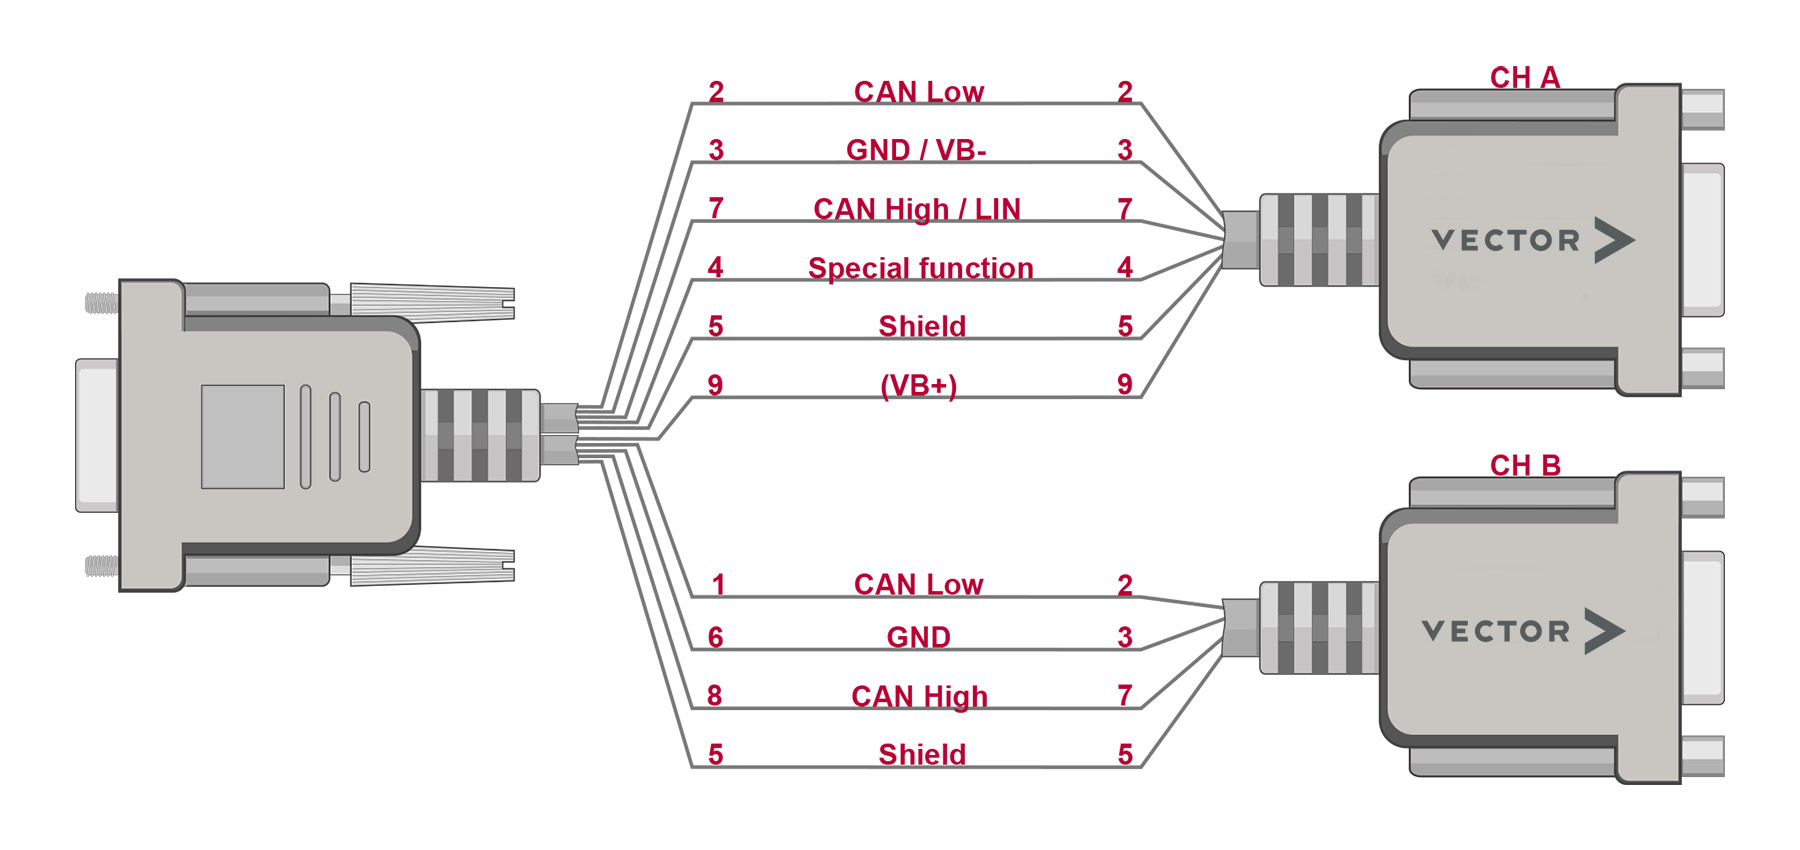 CH A
2 CAN Low 2
3 GND / VB- 3
7 CAN High / LIN 7
4 Special function 4
5 Shield 5
9 (VB+) 9
VECTOR
CH B
1 CAN Low 2
6 GND 3
8 CAN High 7
5 Shield 5
VECTOR